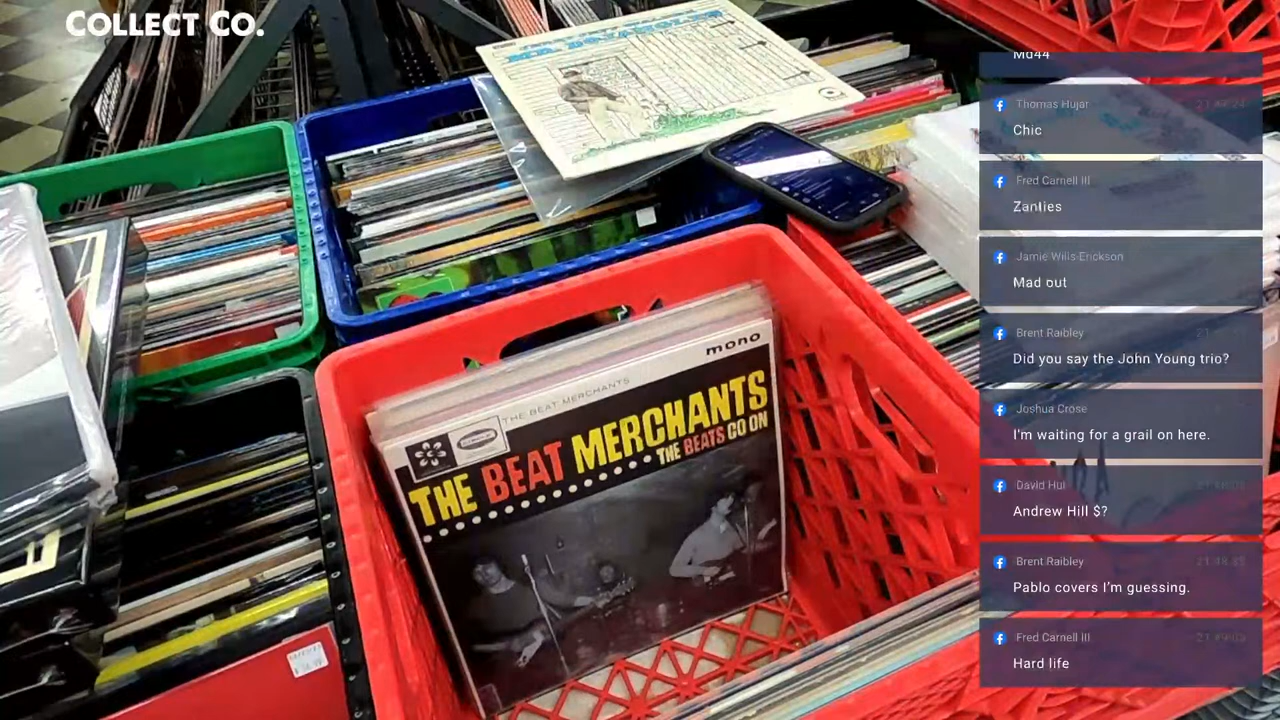 COLLECT CO.
mono
THE BEAT MERCHANTS
THE BEAT MERCHANTS
THE BEATS GO ON
Md44
Thomas Hujar
Chic
Fred Carnell III
Zanties
Jamie Wills-Erickson
Mad out
Brent Raibley
Did you say the John Young trio?
Joshua Crose
I'm waiting for a grail on here.
David Hui
Andrew Hill $?
Brent Raibley
Pablo covers I'm guessing.
Fred Carnell III
Hard life